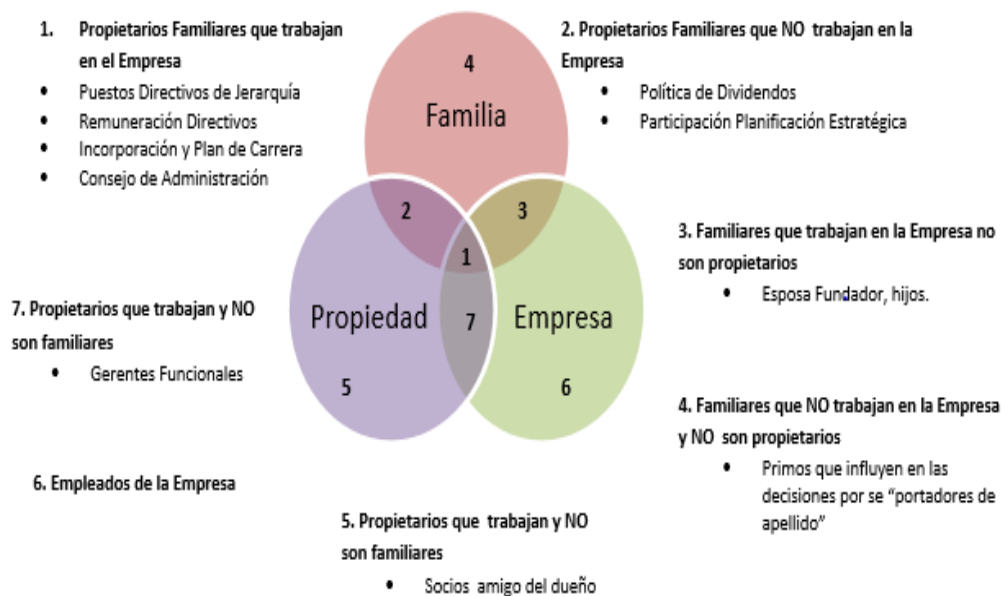 1. Propietarios Familiares que trabajan
en el Empresa
• Puestos Directivos de Jerarquía
• Remuneración Directivos
• Incorporación y Plan de Carrera
• Consejo de Administración
2. Propietarios Familiares que NO trabajan en la
Empresa
• Política de Dividendos
• Participación Planificación Estratégica
4
Familia
2
3
1
Propiedad
7
Empresa
5
6
3. Familiares que trabajan en la Empresa no
son propietarios
• Esposa Fundador, hijos.
7. Propietarios que trabajan y NO
son familiares
• Gerentes Funcionales
4. Familiares que NO trabajan en la Empresa
y NO son propietarios
• Primos que influyen en las
decisiones por se “portadores de
apellido”
6. Empleados de la Empresa
5. Propietarios que trabajan y NO
son familiares
• Socios amigo del dueño